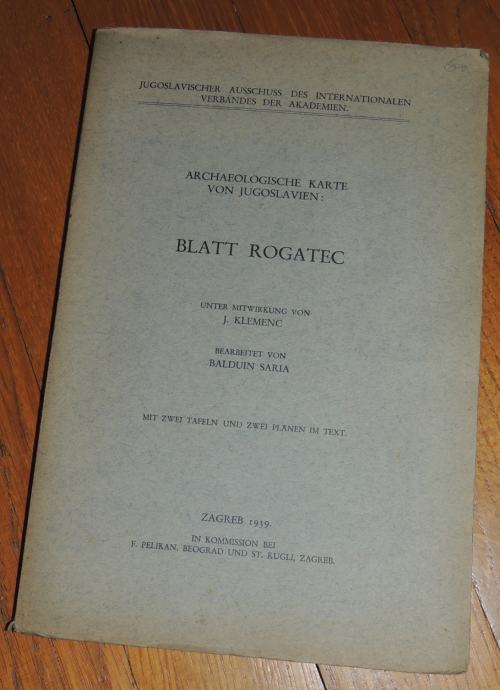 JUGOSLAVISCHER AUSSCHUSS DES INTERNATIONALEN
VERBANDES DER AKADEMIEN.
ARCHAEOLOGISCHE KARTE
VON JUGOSLAVIEN:
BLATT ROGATEC
UNTER MITWIRKUNG VON
J. KLEMENC
BEARBEITET VON
BALDUIN SARIA
MIT ZWEI TAFELN UND ZWEI PLÄNEN IM TEXT.
ZAGREB 1939.
IN KOMMISSION BEI
F. PELIKAN, BEOGRAD UND ST. KUGLI, ZAGREB.